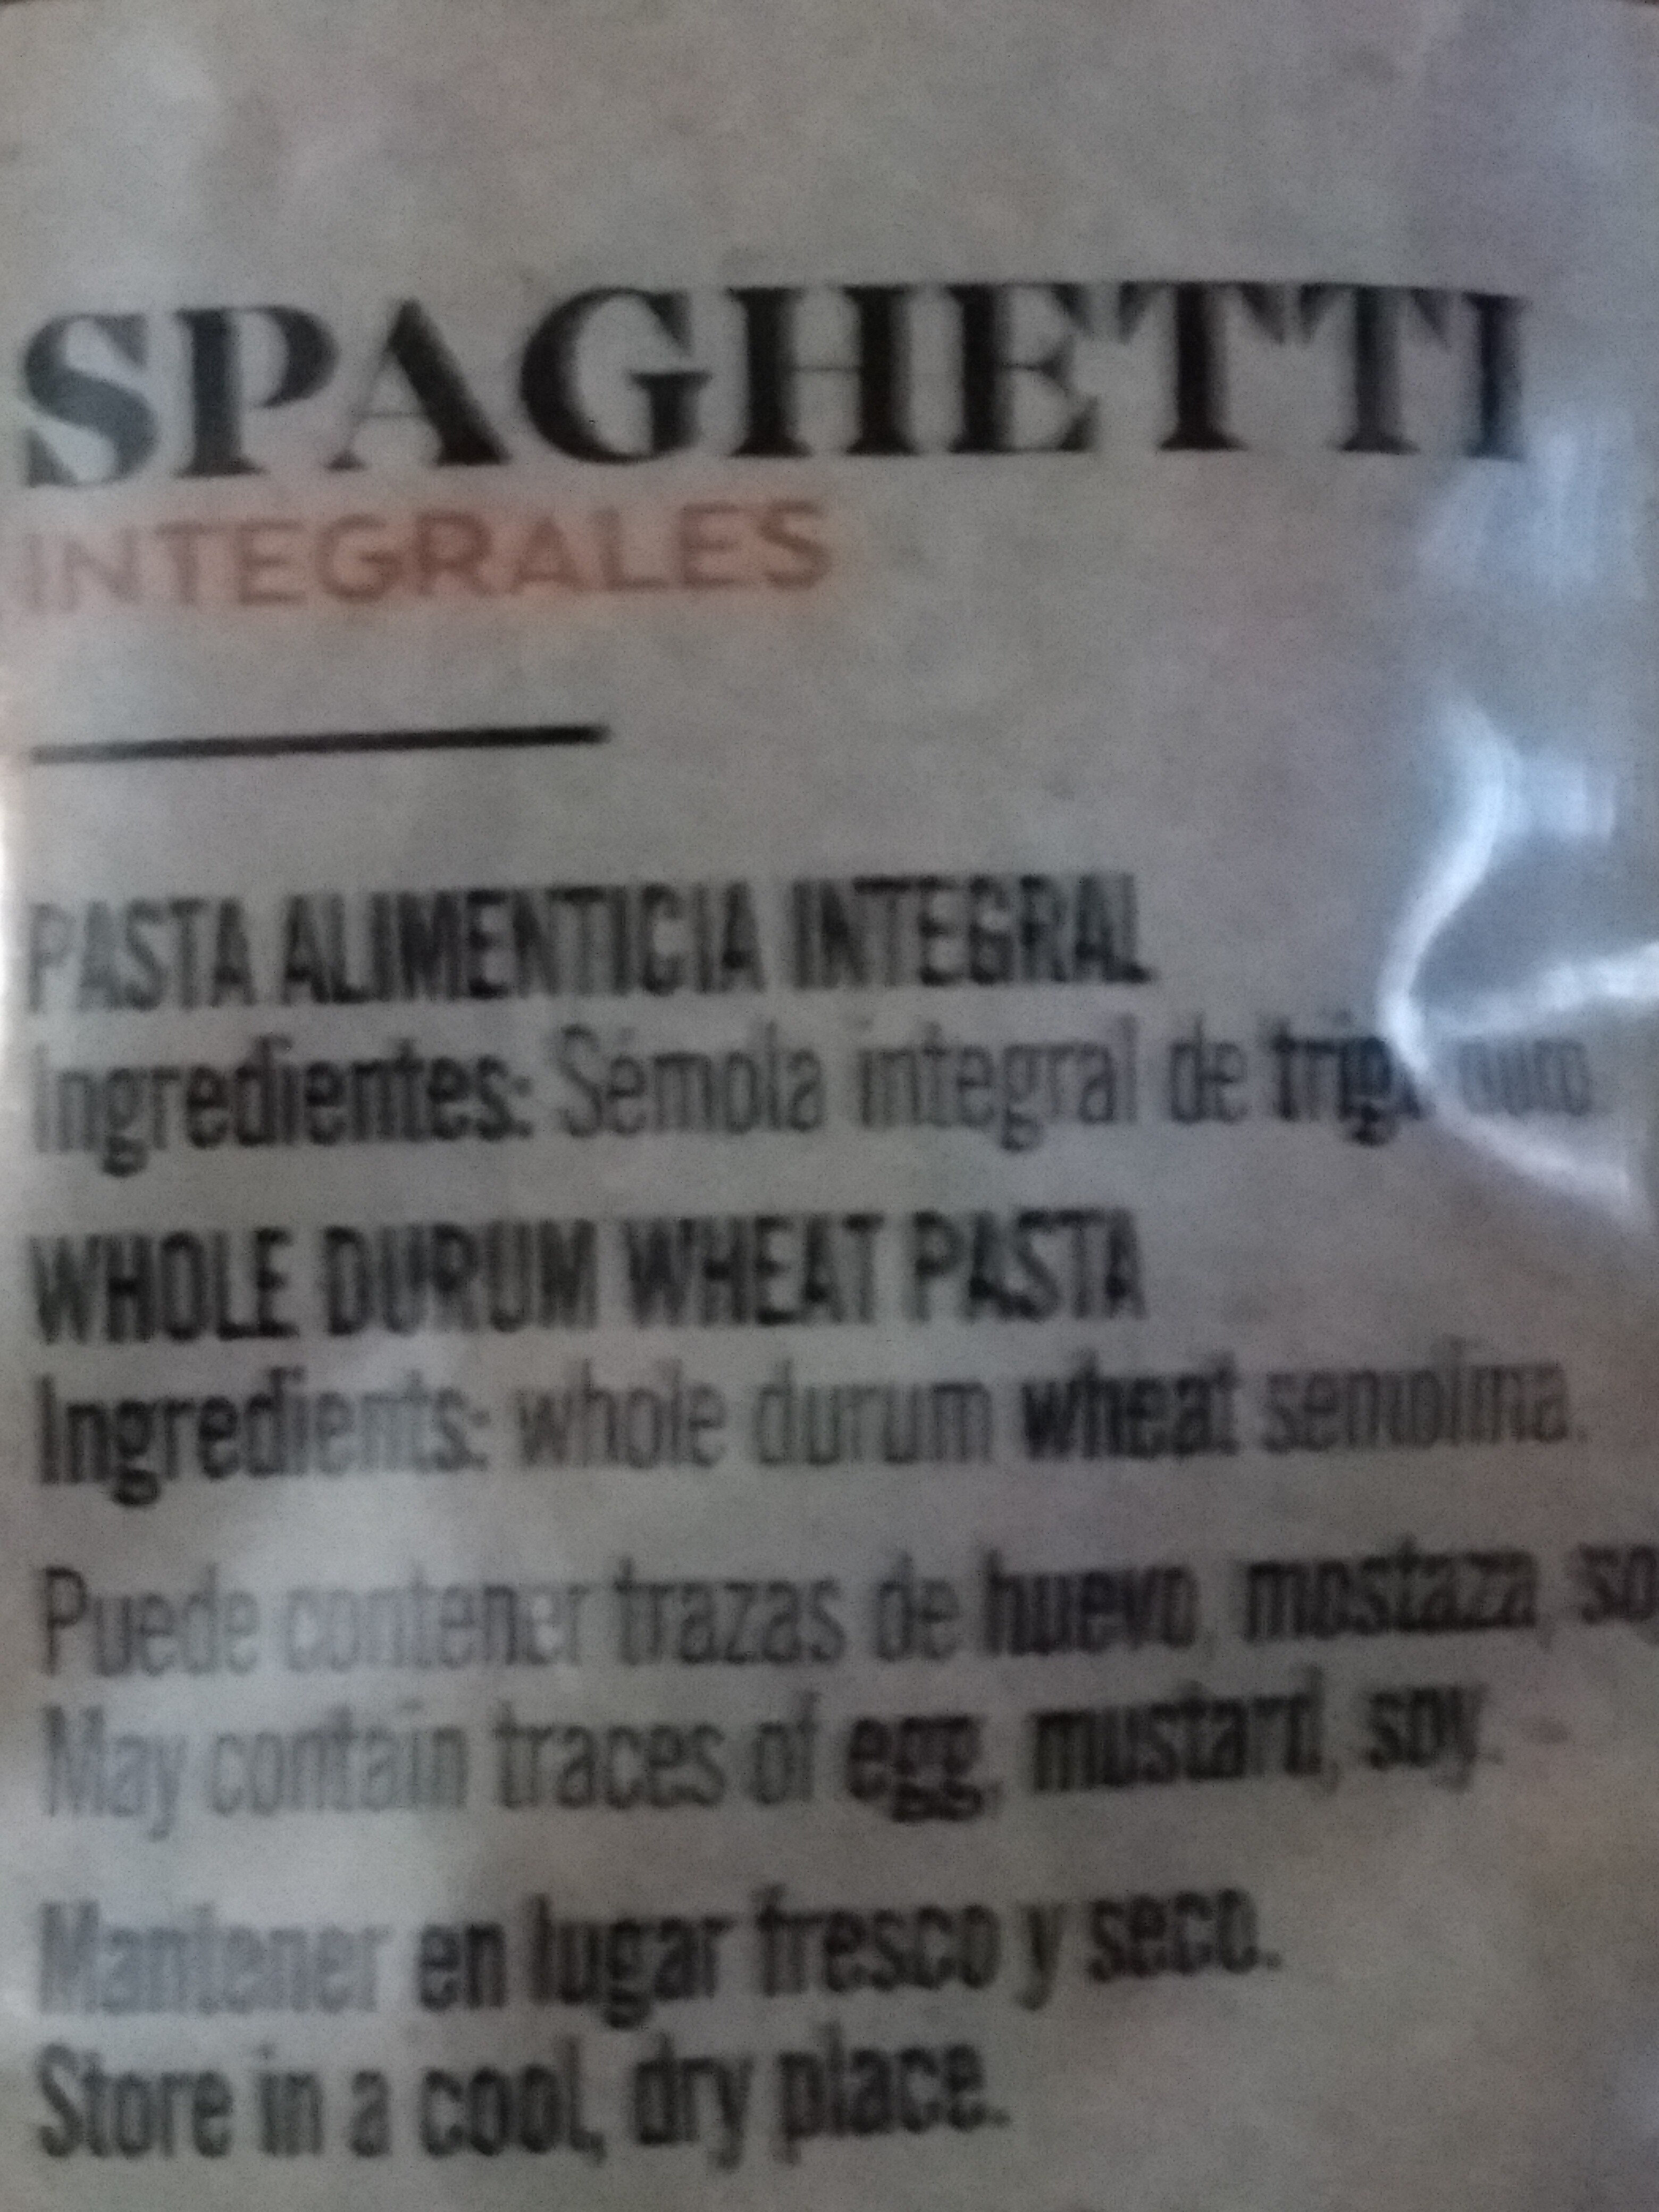 SPAGHETTI
INTEGRALES
PASTA ALIMENTICIA INTEGRAL
Ingredientes: Sémola integral de
WHOLE DURUM WHEAT PASTA
Ingredients: whole durum wheat semolina.
Puede contener trazas de huevo, mostaza,
May contain traces of egg, mustard, soy.
Mantener en lugar fresco y seco.
Store in a cool, dry place.